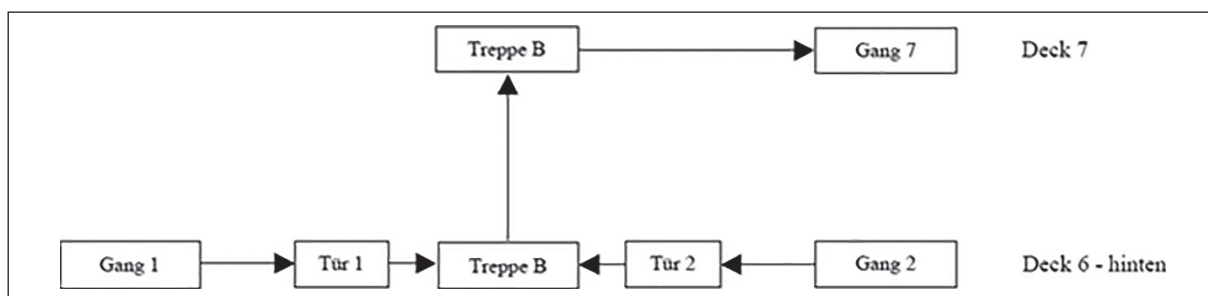 Treppe B
Gang 7
Deck 7
Gang 1
Tür 1
Treppe B
Tür 2
Gang 2
Deck 6 - hinten